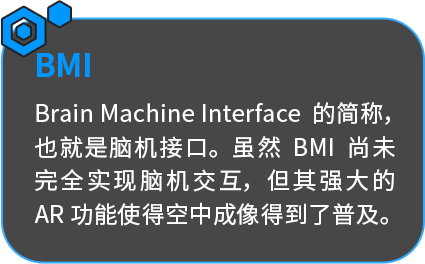 BMI
Brain Machine Interface 的简称，
也就是脑机接口。虽然 BMI 尚未
完全实现脑机交互，但其强大的
AR 功能使得空中成像得到了普及。